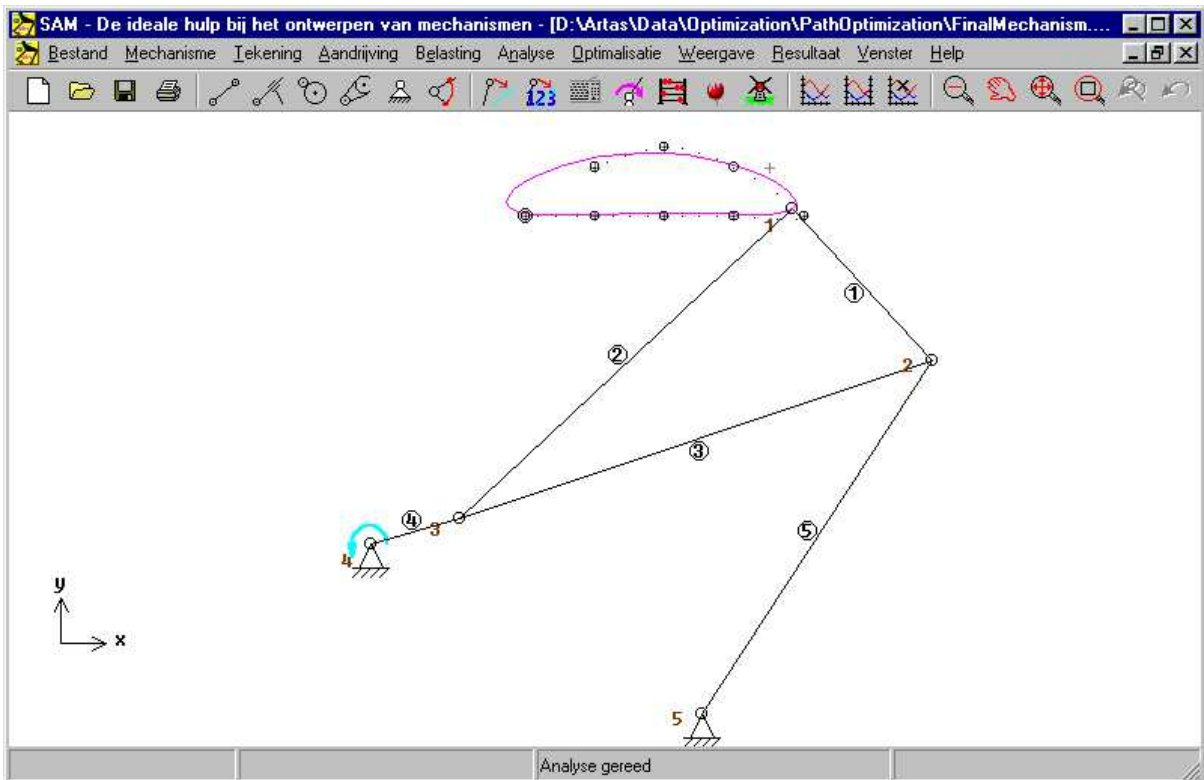 SAM - De ideale hulp bij het ontwerpen van mechanismen - [D:\Artas\Data\Optimization\PathOptimization\FinalMechanism....
Bestand Mechanisme Tekening Aandrijving Belasting Analyse Optimalisatie Weergave Resultaat Venster Help
123
1
1
2
2
3
4
3
5
4
y
x
5
Analyse gereed